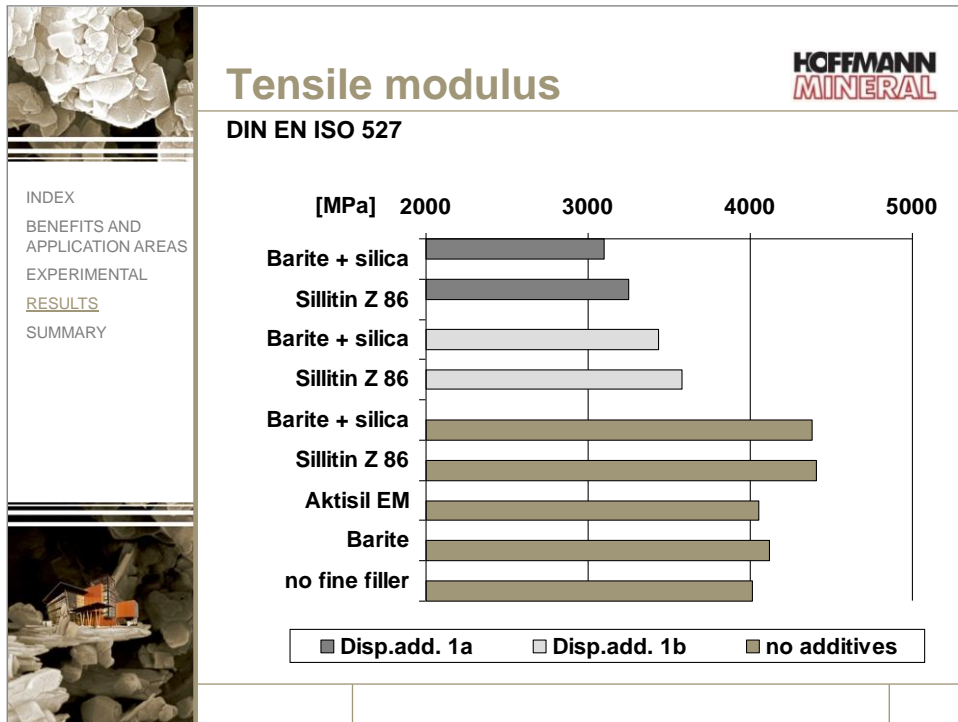 Tensile modulus
HOFFMANN
MINERAL
DIN EN ISO 527
INDEX
BENEFITS AND
APPLICATION AREAS
EXPERIMENTAL
RESULTS
SUMMARY
[MPa] 2000 3000 4000 5000
Barite + silica
Sillitin Z 86
Barite + silica
Sillitin Z 86
Barite + silica
Sillitin Z 86
Aktisil EM
Barite
no fine filler
Disp.add. 1a Disp.add. 1b no additives